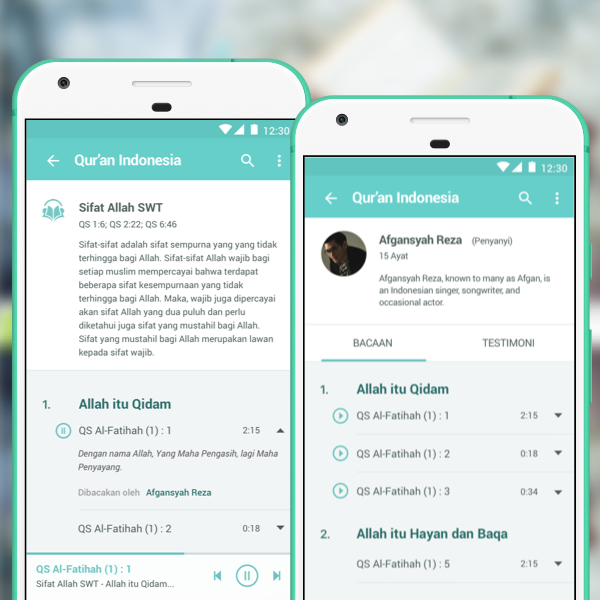 12:30
Qur'an Indonesia
Sifat Allah SWT
QS 1:6; QS 2:22; QS 6:46
Sifat-sifat adalah sifat sempurna yang yang tidak
terhingga bagi Allah. Sifat-sifat Allah wajib bagi
setiap muslim mempercayai bahwa terdapat
beberapa sifat kesempurnaan yang tidak
terhingga bagi Allah. Maka, wajib juga dipercayai
akan sifat Allah yang dua puluh dan perlu
diketahui juga sifat yang mustahil bagi Allah.
Sifat yang mustahil bagi Allah merupakan lawan
kepada sifat wajib.
1. Allah itu Qidam
QS Al-Fatihah (1) : 1 2:15
Dengan nama Allah, Yang Maha Pengasih, lagi Maha
Penyayang.
Dibacakan oleh Afgansyah Reza
QS Al-Fatihah (1) : 2 0:18
QS Al-Fatihah (1) : 1
Sifat Allah SWT - Allah itu Qidam...
12:30
Qur'an Indonesia
Afgansyah Reza (Penyanyi)
15 Ayat
Afgansyah Reza, known to many as Afgan, is
an Indonesian singer, songwriter, and
occasional actor.
BACAAN TESTIMONI
1. Allah itu Qidam
QS Al-Fatihah (1) : 1 2:15
QS Al-Fatihah (1) : 2 0:18
QS Al-Fatihah (1) : 3 0:34
2. Allah itu Hayan dan Baqa
QS Al-Fatihah (1) : 5 2:15